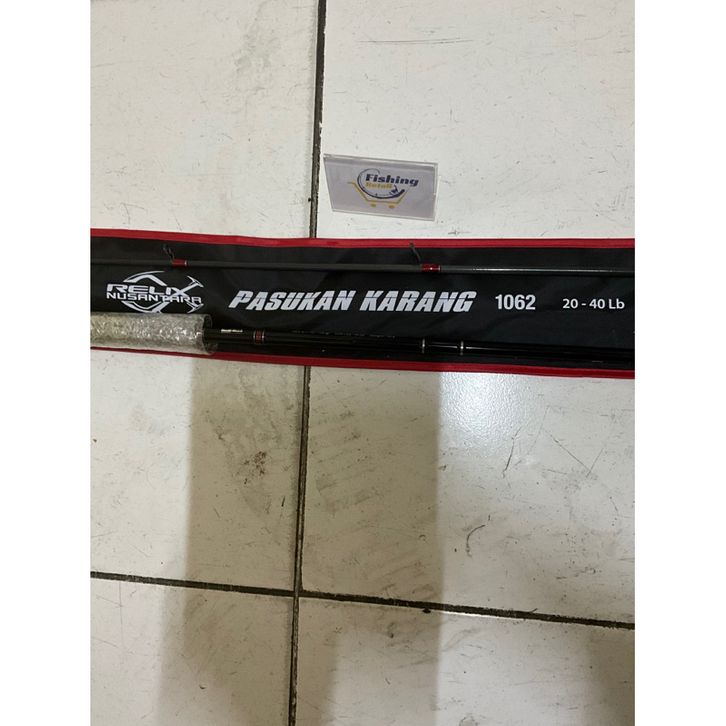 Fishing
Retail
RELIX
NUSANTARA
PASUKAN KARANG 1062 20 - 40 Lb